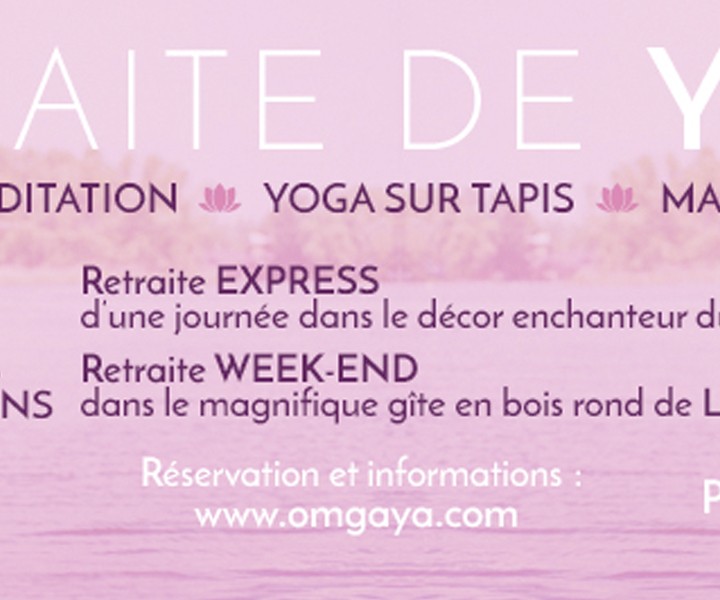 AITE DE Y
DITATION YOGA SUR TAPIS MA
Retraite EXPRESS
d'une journée dans le décor enchanteur du
Retraite WEEK-END
NS dans le magnifique gîte en bois rond de L
Réservation et informations :
www.omgaya.com
P